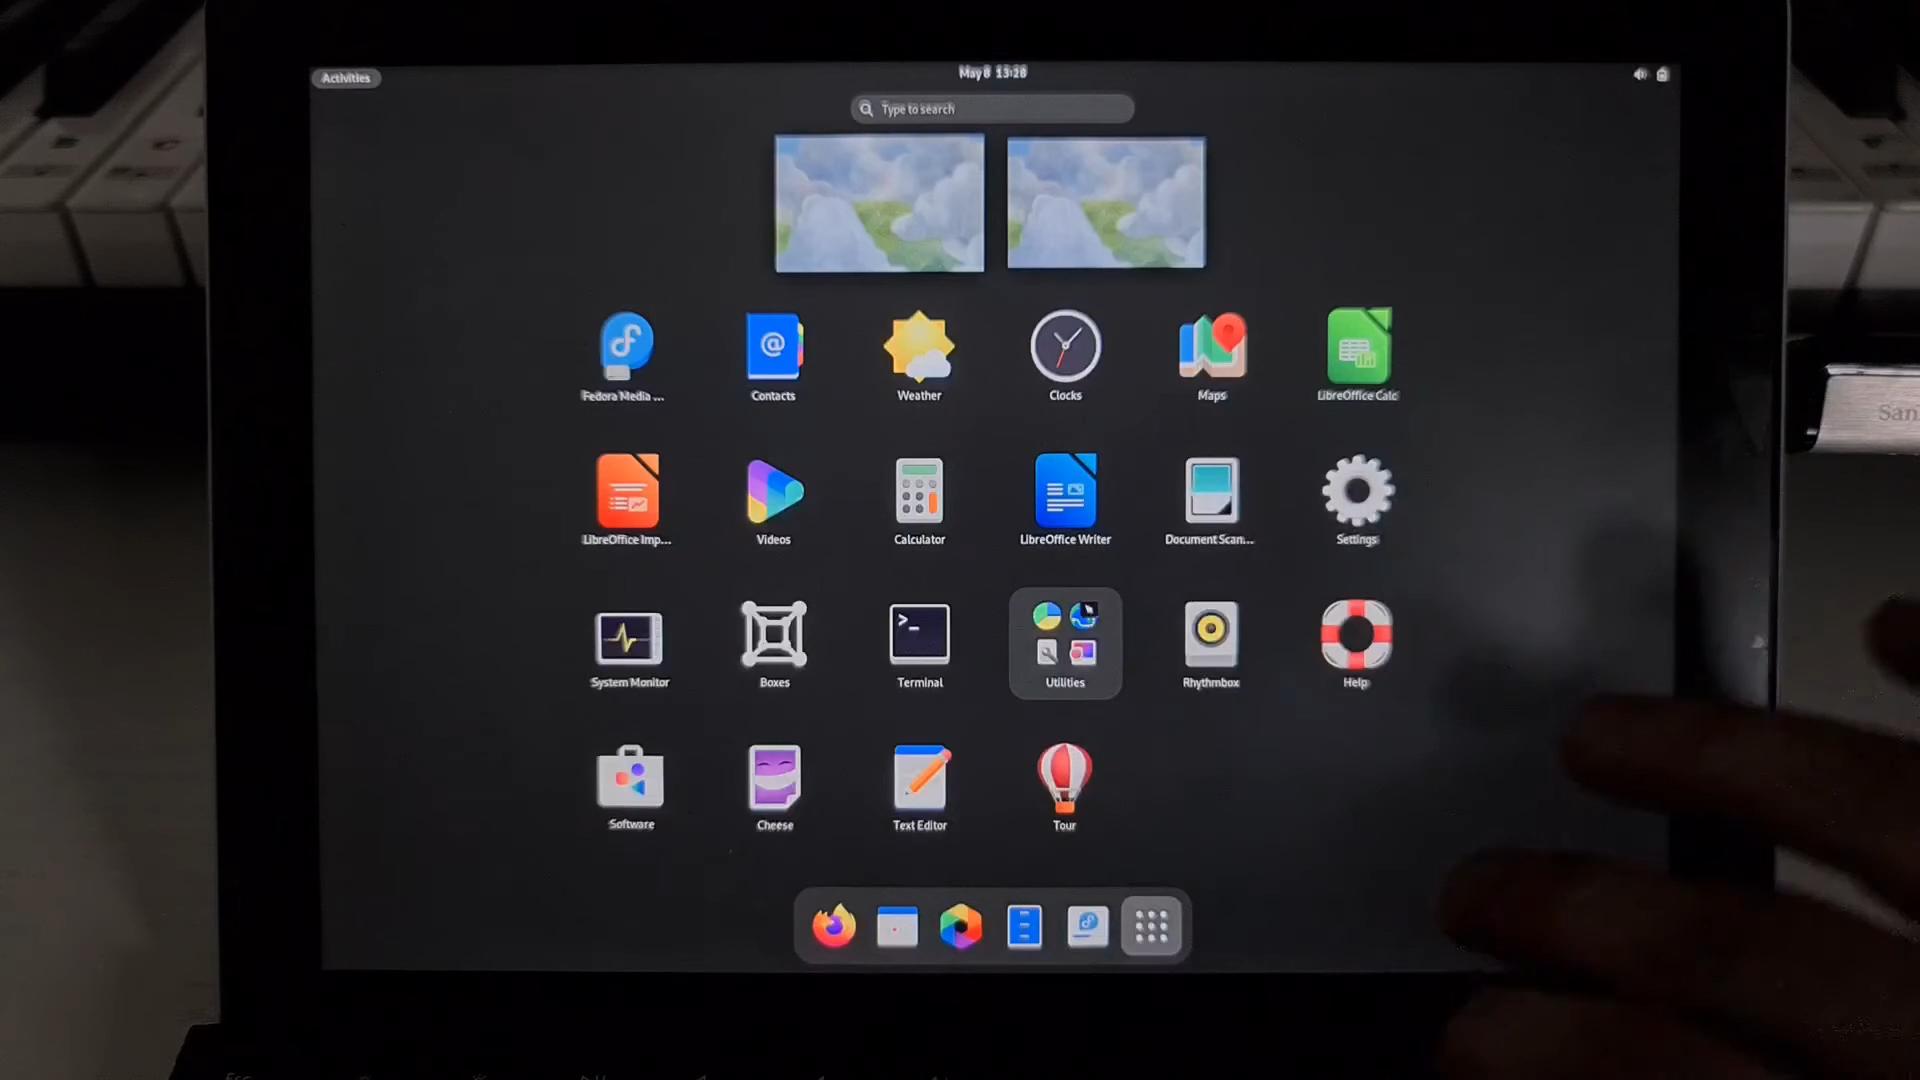 Activities
May 8 13:28
Type to search
Fedora Media ...
Contacts
Weather
Clocks
Maps
LibreOffice Calc
LibreOffice Imp...
Videos
Calculator
LibreOffice Writer
Document Scan...
Settings
System Monitor
Boxes
Terminal
Utilities
Rhythmbox
Help
Software
Cheese
Text Editor
Tour
San